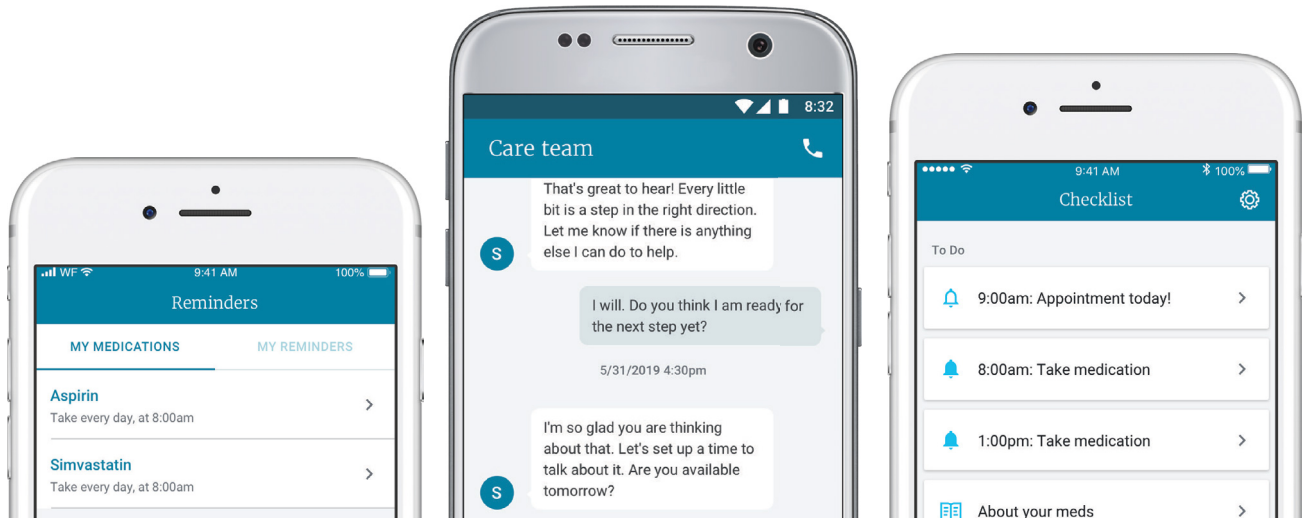 WF 9:41 AM 100%
Reminders
MY MEDICATIONS MY REMINDERS
Aspirin
Take every day, at 8:00am
Simvastatin
Take every day, at 8:00am
8:32
Care team
That's great to hear! Every little
bit is a step in the right direction.
Let me know if there is anything
else I can do to help.
S
I will. Do you think I am ready for
the next step yet?
5/31/2019 4:30pm
I'm so glad you are thinking
about that. Let's set up a time to
talk about it. Are you available
tomorrow?
S
9:41 AM 100%
Checklist
To Do
9:00am: Appointment today!
8:00am: Take medication
1:00pm: Take medication
About your meds